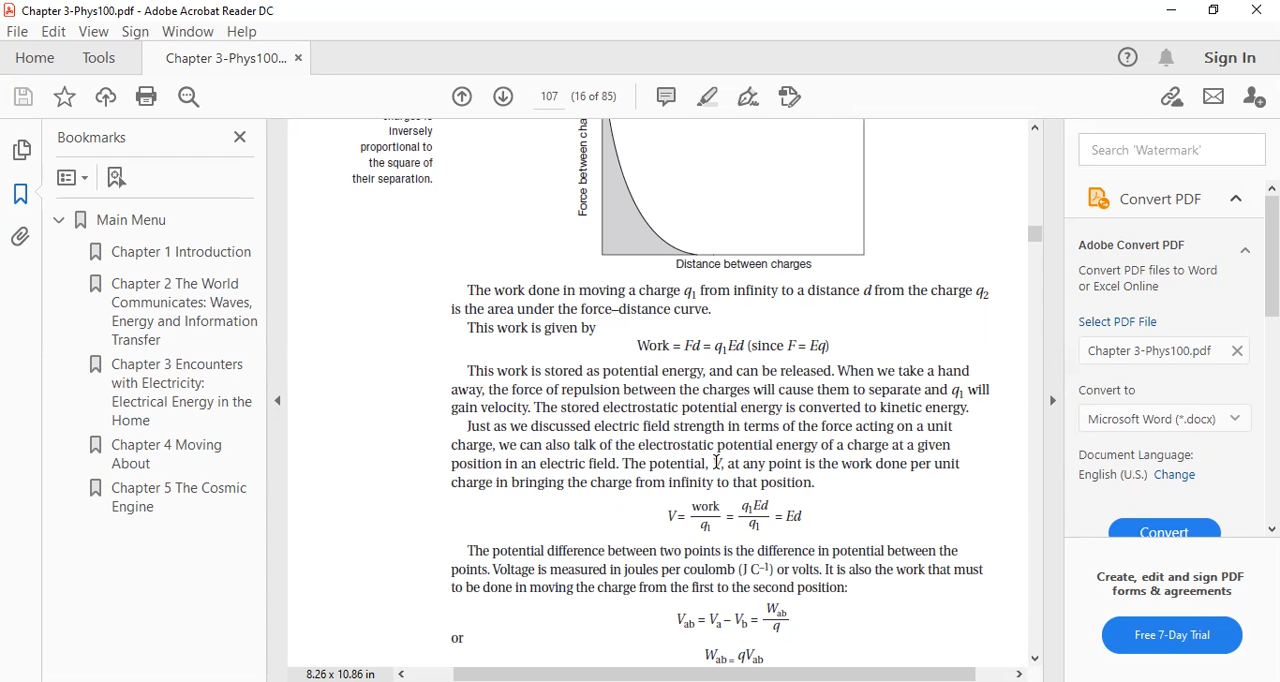 Chapter 3-Phys100.pdf - Adobe Acrobat Reader DC
File Edit View Sign Window Help
Home Tools Chapter 3-Phys100... × Sign In
107 (16 of 85)
Bookmarks
Main Menu
Chapter 1 Introduction
Chapter 2 The World
Communicates: Waves,
Energy and Information
Transfer
Chapter 3 Encounters
with Electricity:
Electrical Energy in the
Home
Chapter 4 Moving
About
Chapter 5 The Cosmic
Engine
inversely
proportional to
the square of
their separation.
Force between cha
Distance between charges
The work done in moving a charge q₁ from infinity to a distance d from the charge q₂
is the area under the force–distance curve.
This work is given by
Work = Fd = q₁Ed (since F = Eq)
This work is stored as potential energy, and can be released. When we take a hand
away, the force of repulsion between the charges will cause them to separate and q₁ will
gain velocity. The stored electrostatic potential energy is converted to kinetic energy.
Just as we discussed electric field strength in terms of the force acting on a unit
charge, we can also talk of the electrostatic potential energy of a charge at a given
position in an electric field. The potential, V, at any point is the work done per unit
charge in bringing the charge from infinity to that position.
V = work/q₁ = q₁Ed/q₁ = Ed
The potential difference between two points is the difference in potential between the
points. Voltage is measured in joules per coulomb (J C⁻¹) or volts. It is also the work that must
to be done in moving the charge from the first to the second position:
V_ab = V_a – V_b = W_ab/q
or
W_ab = qV_ab
8.26 x 10.86 in
Search 'Watermark'
Convert PDF
Adobe Convert PDF
Convert PDF files to Word
or Excel Online
Select PDF File
Chapter 3-Phys100.pdf
Convert to
Microsoft Word (*.docx)
Document Language:
English (U.S.) Change
Convert
Create, edit and sign PDF
forms & agreements
Free 7-Day Trial